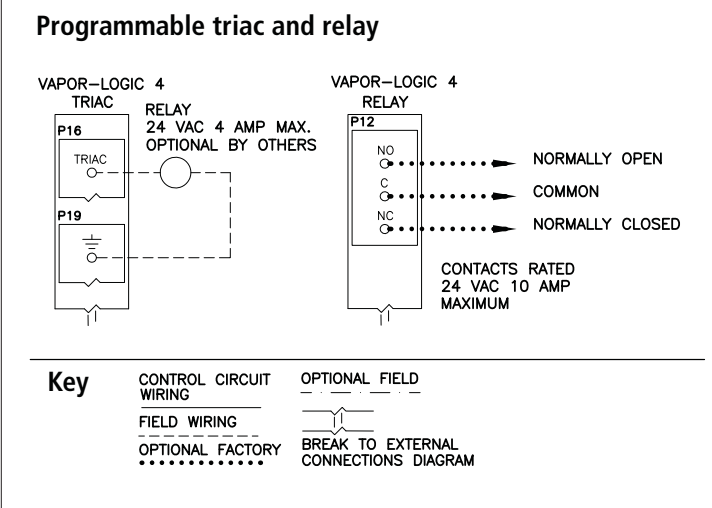 Programmable triac and relay
VAPOR–LOGIC 4
TRIAC
P16
TRIAC
P19
RELAY
24 VAC 4 AMP MAX.
OPTIONAL BY OTHERS
VAPOR–LOGIC 4
RELAY
P12
NO
NORMALLY OPEN
C
COMMON
NC
NORMALLY CLOSED
CONTACTS RATED
24 VAC 10 AMP
MAXIMUM
Key
CONTROL CIRCUIT
WIRING
FIELD WIRING
OPTIONAL FACTORY
OPTIONAL FIELD
BREAK TO EXTERNAL
CONNECTIONS DIAGRAM